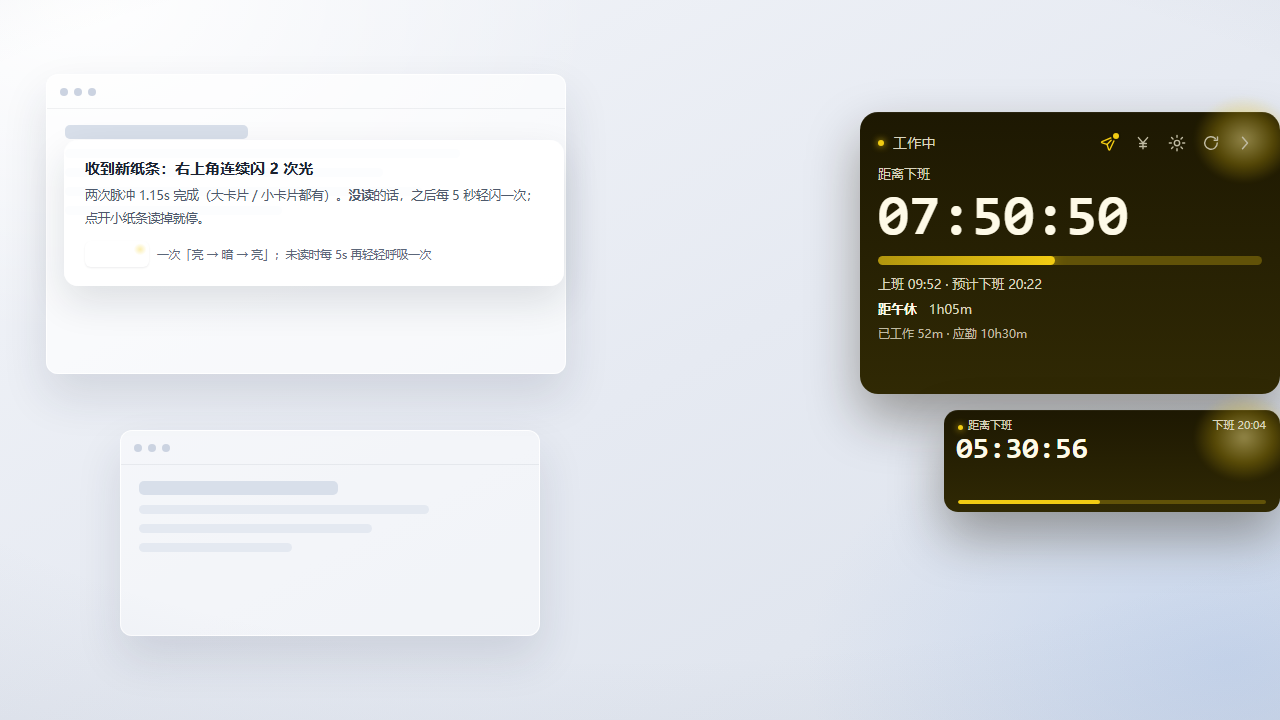 收到新纸条：右上角连续闪 2 次光
两次脉冲 1.15s 完成（大卡片 / 小卡片都有）。没读的话，之后每 5 秒轻闪一次；
点开小纸条读掉就停。
一次「亮 → 暗 → 亮」；未读时每 5s 再轻轻呼吸一次
工作中
¥
距离下班
07:50:50
上班 09:52 · 预计下班 20:22
距午休 1h05m
已工作 52m · 应勤 10h30m
距离下班 下班 20:04
05:30:56